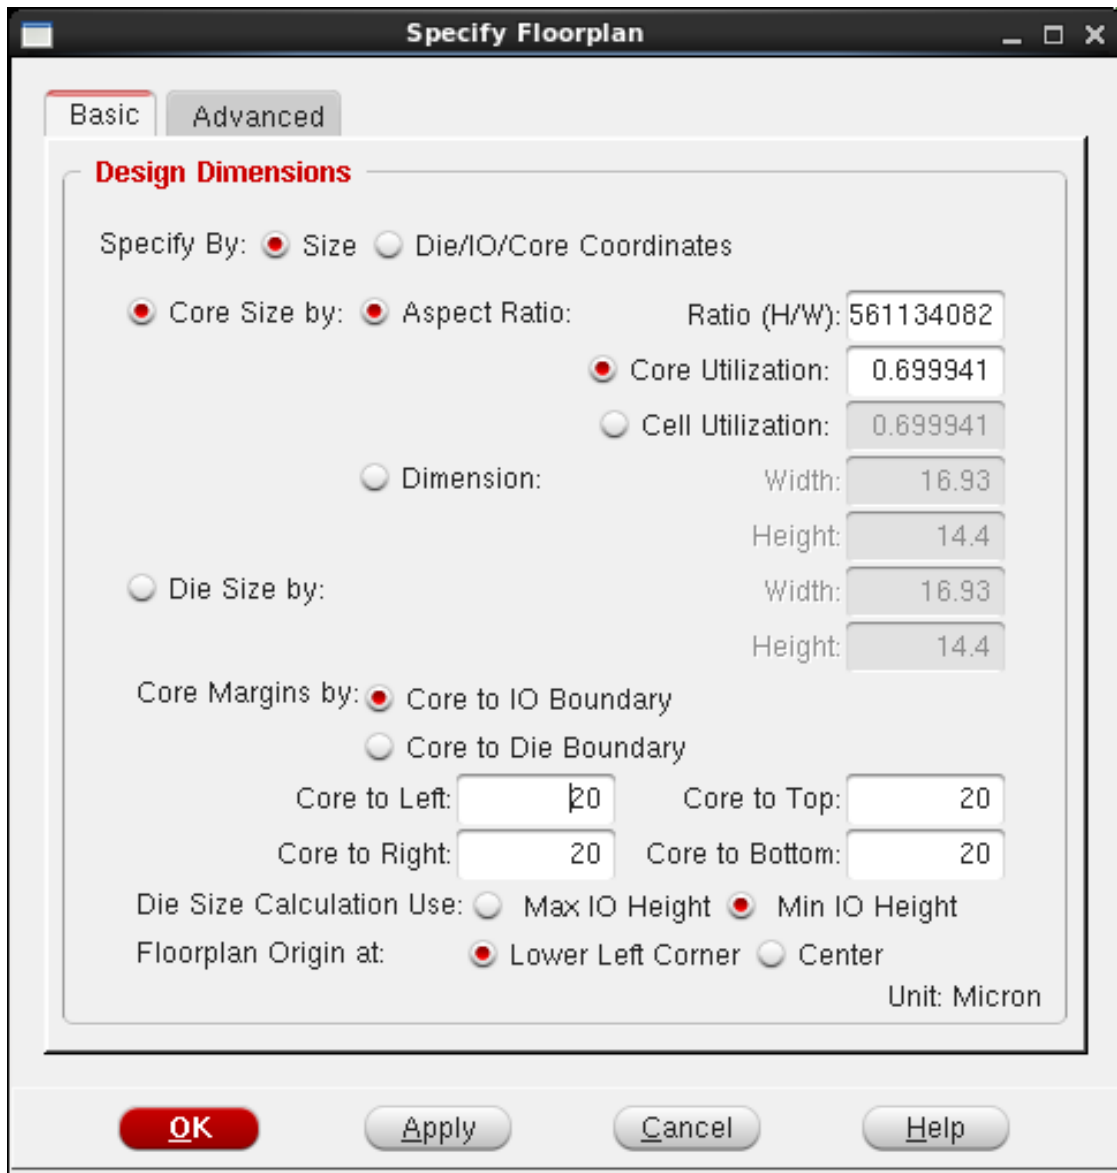 Specify Floorplan
Basic Advanced
Design Dimensions
Specify By: Size Die/IO/Core Coordinates
Core Size by: Aspect Ratio: Ratio (H/W): 561134082
Core Utilization: 0.699941
Cell Utilization: 0.699941
Dimension: Width: 16.93
Height: 14.4
Die Size by: Width: 16.93
Height: 14.4
Core Margins by: Core to IO Boundary
Core to Die Boundary
Core to Left: 20 Core to Top: 20
Core to Right: 20 Core to Bottom: 20
Die Size Calculation Use: Max IO Height Min IO Height
Floorplan Origin at: Lower Left Corner Center
Unit: Micron
OK Apply Cancel Help